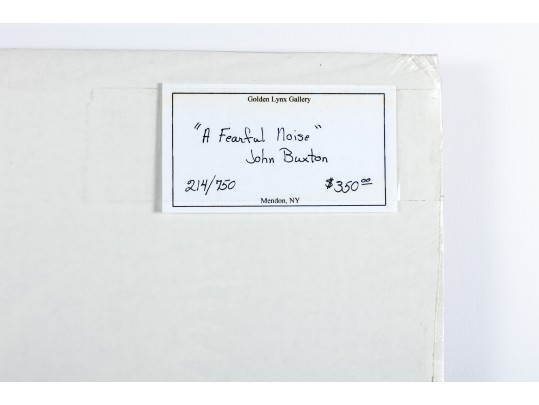 Golden Lynx Gallery
"A Fearful Noise"
John Buxton
214/750 $350.00
Mendon, NY